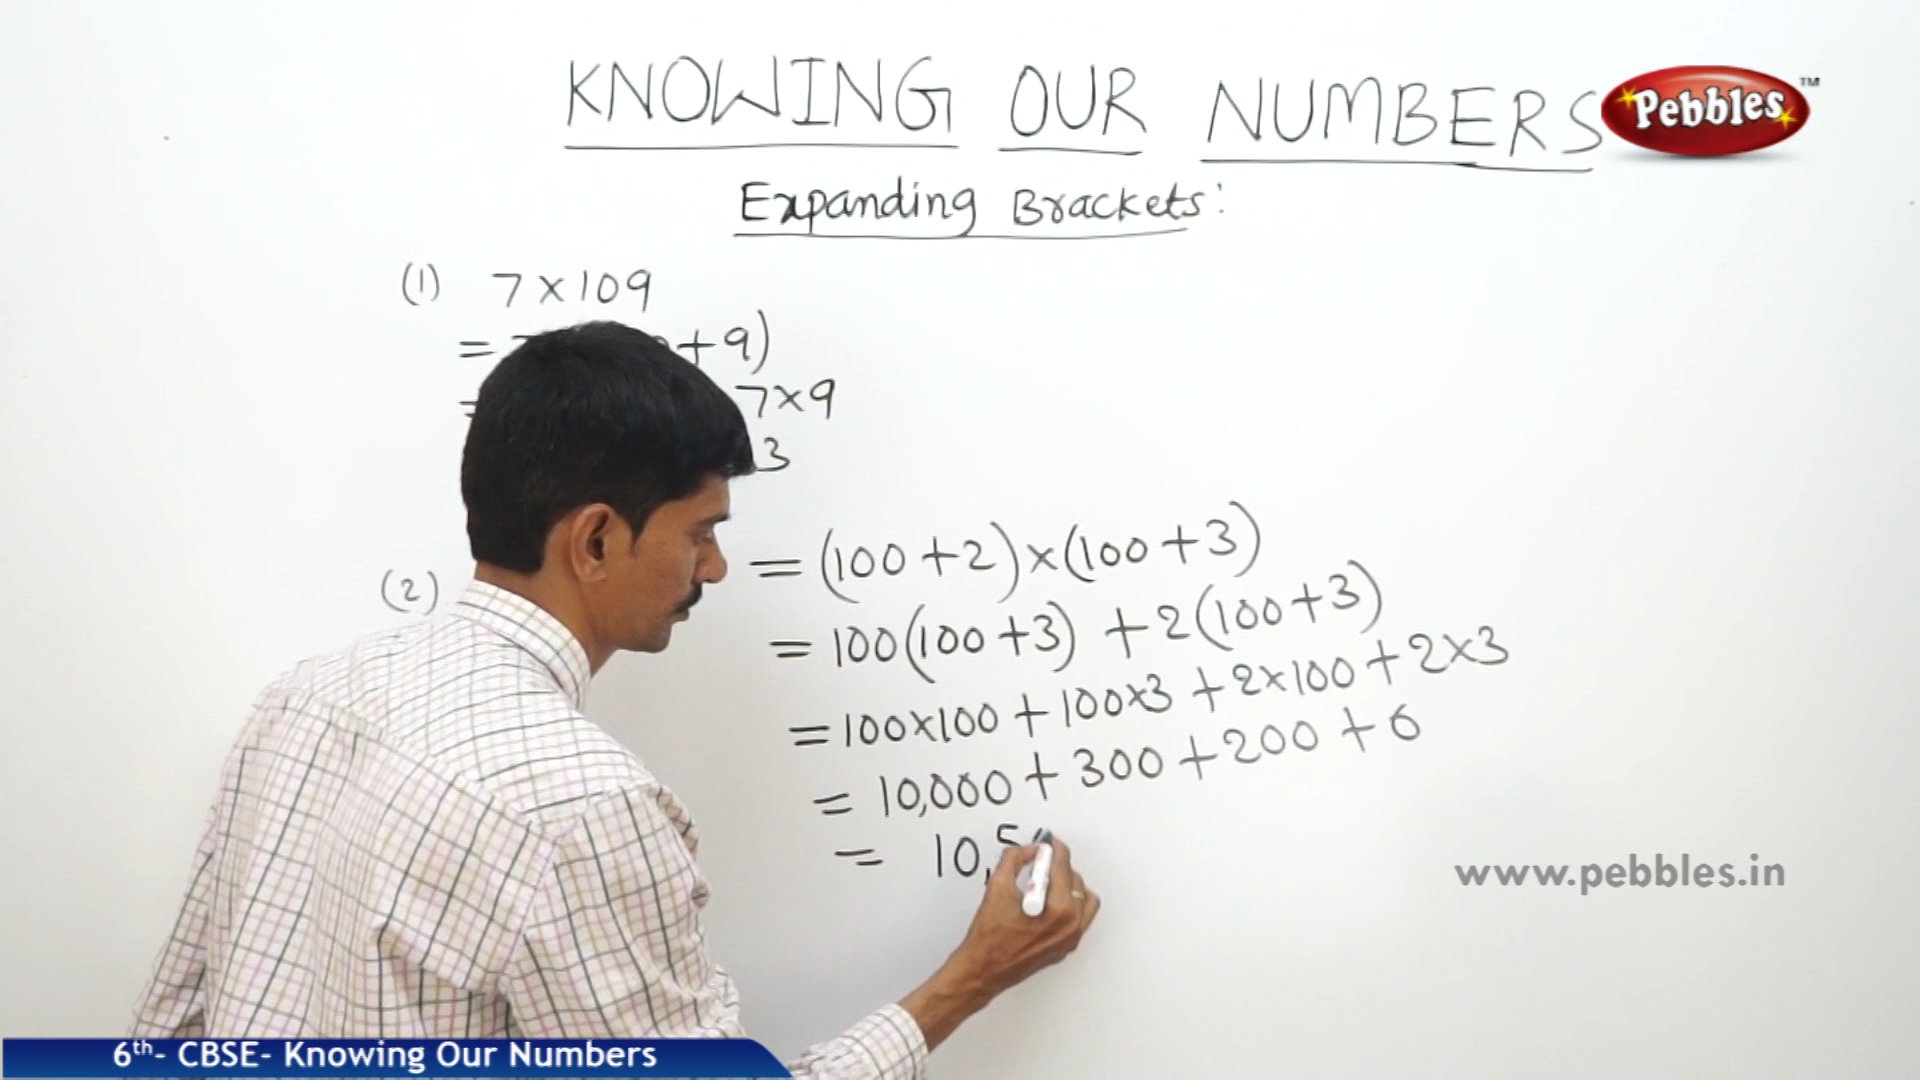 KNOWING OUR NUMBERS
Pebbles™
Expanding Brackets:
(1) 7×109
= +9)
= 7×9
3
(2) =(100+2)×(100+3)
= 100(100+3) +2(100+3)
=100×100+100×3+2×100+2×3
= 10,000+300+200+6
= 10,5
www.pebbles.in
6th- CBSE- Knowing Our Numbers